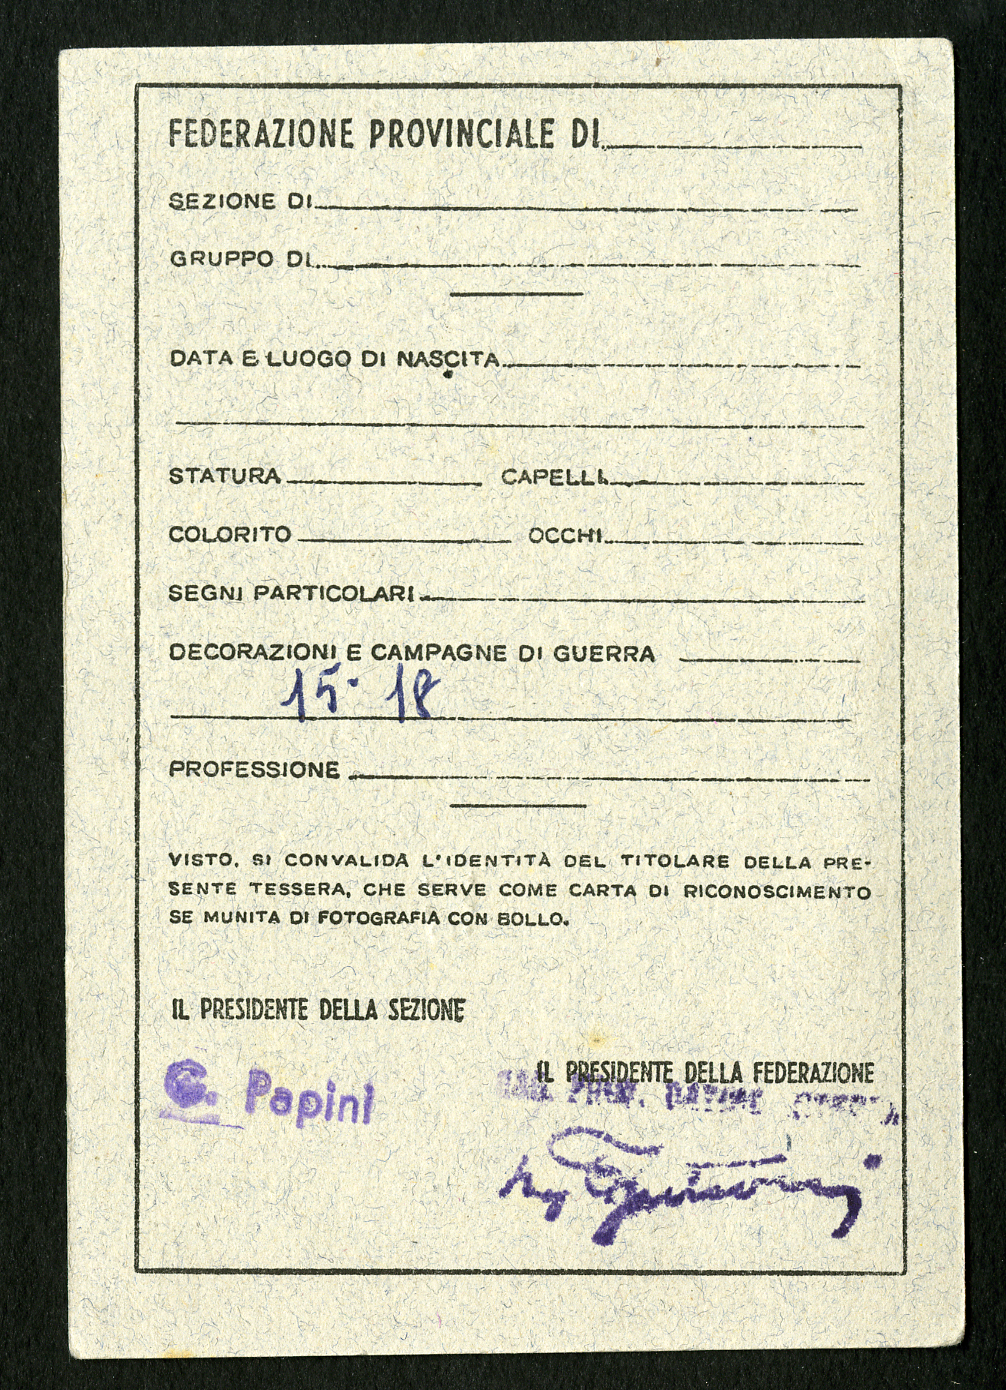 FEDERAZIONE PROVINCIALE DI
SEZIONE DI
GRUPPO DI
DATA E LUOGO DI NASCITA
STATURA CAPELLI
COLORITO OCCHI
SEGNI PARTICOLARI
DECORAZIONI E CAMPAGNE DI GUERRA
15-18
PROFESSIONE
VISTO, SI CONVALIDA L'IDENTITÀ DEL TITOLARE DELLA PRE-
SENTE TESSERA, CHE SERVE COME CARTA DI RICONOSCIMENTO
SE MUNITA DI FOTOGRAFIA CON BOLLO.
IL PRESIDENTE DELLA SEZIONE
IL PRESIDENTE DELLA FEDERAZIONE
G. Papini